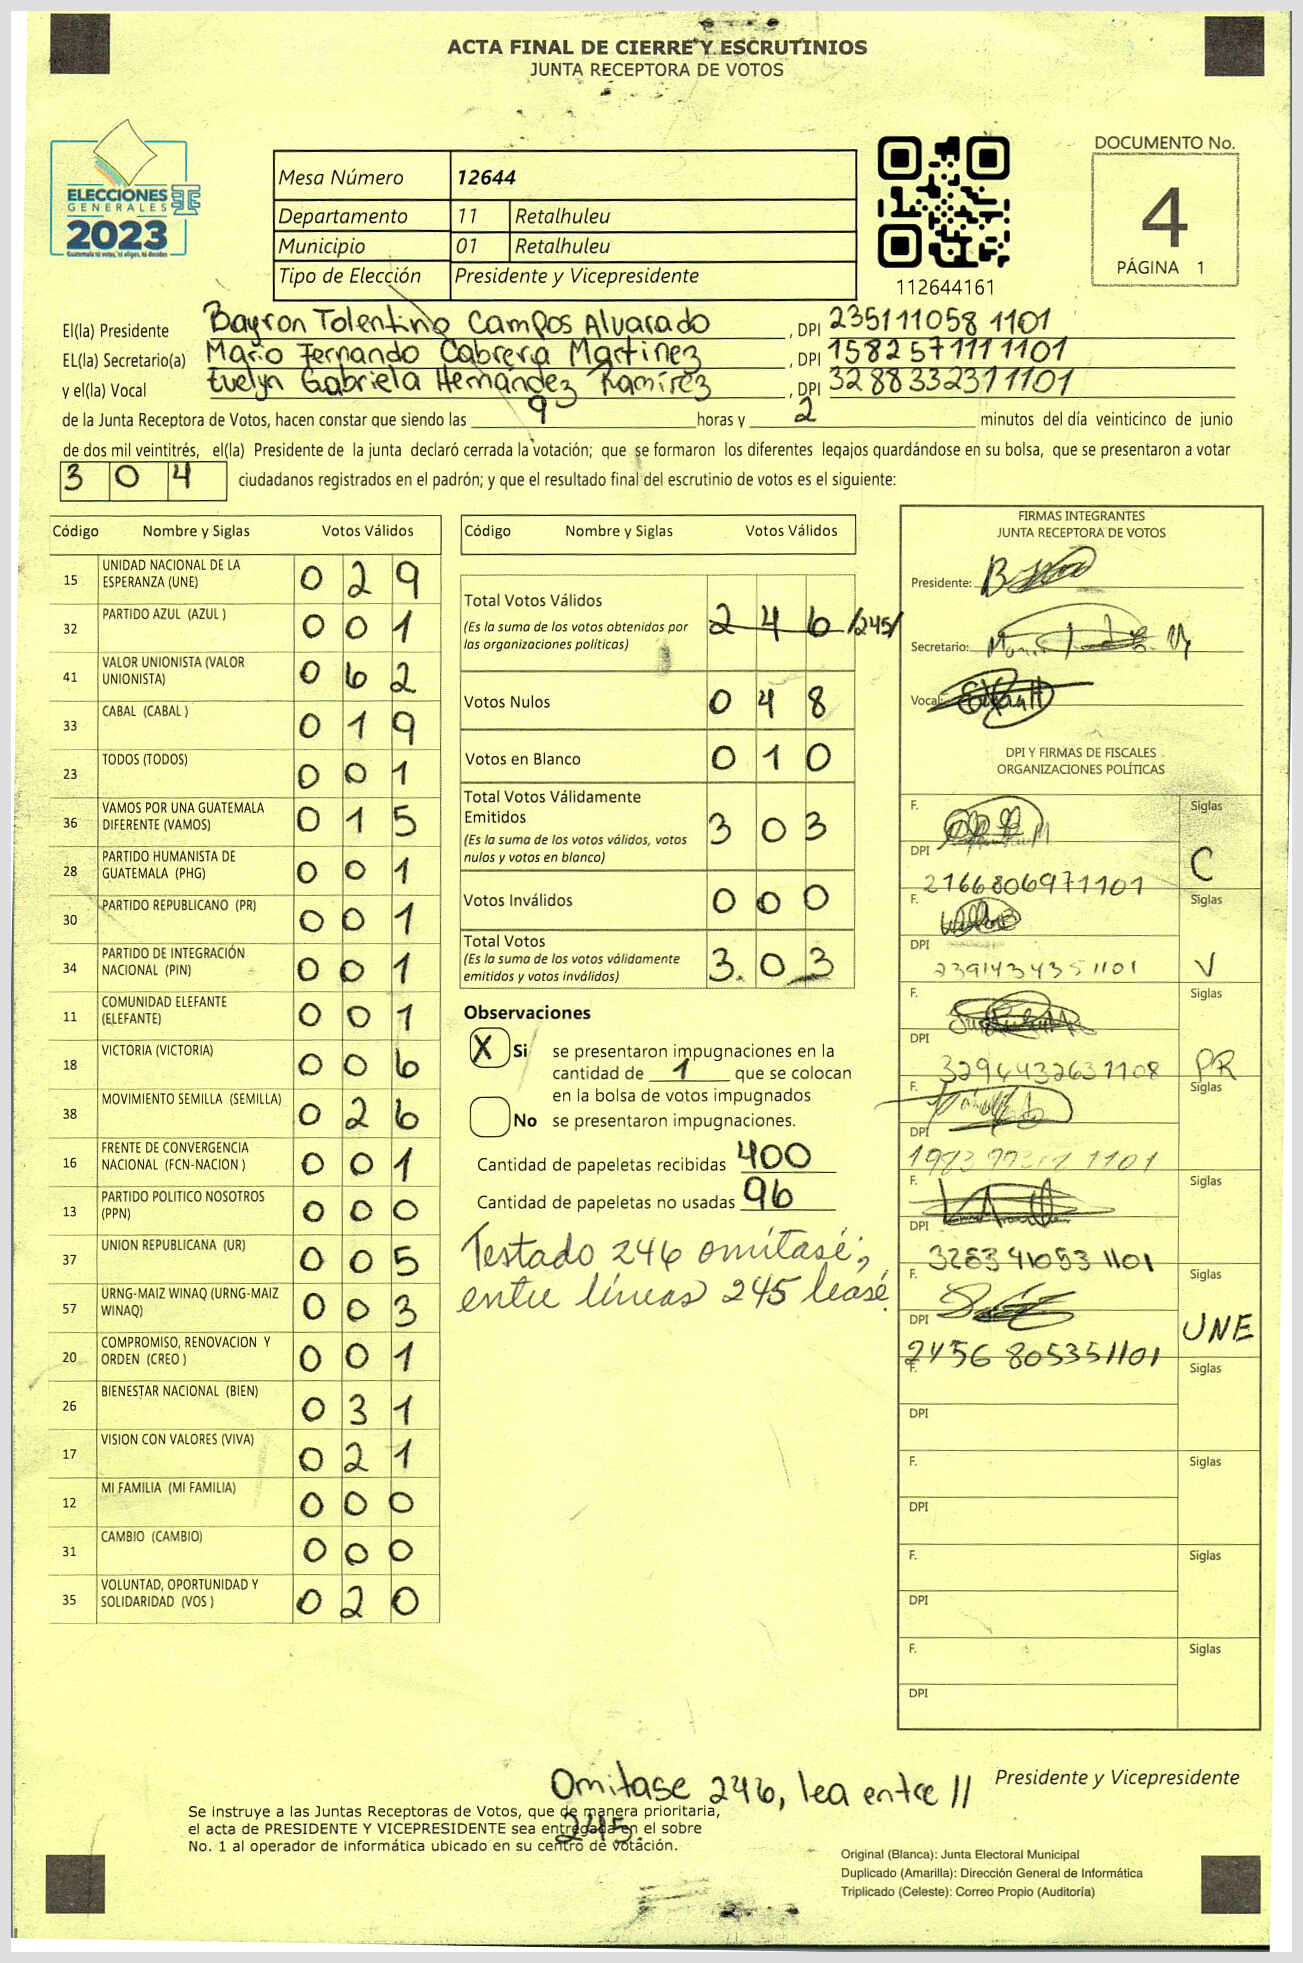 ACTA FINAL DE CIERRE Y ESCRUTINIOS
JUNTA RECEPTORA DE VOTOS
ELECCIONES
GENERALES
2023
Guatemala tú votas, tú eliges, tú decides
Mesa Número 12644
Departamento 11 Retalhuleu
Municipio 01 Retalhuleu
Tipo de Elección Presidente y Vicepresidente
112644161
DOCUMENTO No.
4
PÁGINA 1
El(la) Presidente Bayron Tolentino Campos Alvarado , DPI 235111058 1101
EL(la) Secretario(a) Mario Fernando Cabrera Martinez , DPI 1582571111101
y el(la) Vocal Evelyn Gabriela Hernández Ramírez , DPI 3288332311101
de la Junta Receptora de Votos, hacen constar que siendo las 9 horas y 2 minutos del día veinticinco de junio
de dos mil veintitrés, el(la) Presidente de la junta declaró cerrada la votación; que se formaron los diferentes legajos guardándose en su bolsa, que se presentaron a votar
3 0 4 ciudadanos registrados en el padrón; y que el resultado final del escrutinio de votos es el siguiente:
Código Nombre y Siglas Votos Válidos
15 UNIDAD NACIONAL DE LA
ESPERANZA (UNE) 0 2 9
32 PARTIDO AZUL (AZUL ) 0 0 1
41 VALOR UNIONISTA (VALOR
UNIONISTA) 0 6 2
33 CABAL (CABAL ) 0 1 9
23 TODOS (TODOS) 0 0 1
36 VAMOS POR UNA GUATEMALA
DIFERENTE (VAMOS) 0 1 5
28 PARTIDO HUMANISTA DE
GUATEMALA (PHG) 0 0 1
30 PARTIDO REPUBLICANO (PR) 0 0 1
34 PARTIDO DE INTEGRACIÓN
NACIONAL (PIN) 0 0 1
11 COMUNIDAD ELEFANTE
(ELEFANTE) 0 0 1
18 VICTORIA (VICTORIA) 0 0 6
38 MOVIMIENTO SEMILLA (SEMILLA) 0 2 6
16 FRENTE DE CONVERGENCIA
NACIONAL (FCN-NACION ) 0 0 1
13 PARTIDO POLITICO NOSOTROS
(PPN) 0 0 0
37 UNION REPUBLICANA (UR) 0 0 5
57 URNG-MAIZ WINAQ (URNG-MAIZ
WINAQ) 0 0 3
20 COMPROMISO, RENOVACION Y
ORDEN (CREO ) 0 0 1
26 BIENESTAR NACIONAL (BIEN) 0 3 1
17 VISION CON VALORES (VIVA) 0 2 1
12 MI FAMILIA (MI FAMILIA) 0 0 0
31 CAMBIO (CAMBIO) 0 0 0
35 VOLUNTAD, OPORTUNIDAD Y
SOLIDARIDAD (VOS ) 0 2 0
Código Nombre y Siglas Votos Válidos
Total Votos Válidos
(Es la suma de los votos obtenidos por
las organizaciones políticas) 2 4 6 /245/
Votos Nulos 0 4 8
Votos en Blanco 0 1 0
Total Votos Válidamente
Emitidos
(Es la suma de los votos válidos, votos
nulos y votos en blanco) 3 0 3
Votos Inválidos 0 0 0
Total Votos
(Es la suma de los votos válidamente
emitidos y votos inválidos) 3 0 3
Observaciones
X Si se presentaron impugnaciones en la
cantidad de 1 que se colocan
en la bolsa de votos impugnados
No se presentaron impugnaciones.
Cantidad de papeletas recibidas 400
Cantidad de papeletas no usadas 96
Testado 246 omitasé;
entre líneas 245 leasé
FIRMAS INTEGRANTES
JUNTA RECEPTORA DE VOTOS
Presidente:
Secretario:
Vocal:
DPI Y FIRMAS DE FISCALES
ORGANIZACIONES POLÍTICAS
F. Siglas
DPI C
2166806971101
F. Siglas
DPI
2391434351101 V
F. Siglas
DPI
3294432631108 PR
F. Siglas
DPI
F. Siglas
DPI
3283410531101
F. Siglas
DPI UNE
2456 805351101
F. Siglas
DPI
F. Siglas
DPI
F. Siglas
DPI
F. Siglas
DPI
Presidente y Vicepresidente
Omitase 246, lea entre ll
245.
Se instruye a las Juntas Receptoras de Votos, que de manera prioritaria,
el acta de PRESIDENTE Y VICEPRESIDENTE sea entregada en el sobre
No. 1 al operador de informática ubicado en su centro de votación.
Original (Blanca): Junta Electoral Municipal
Duplicado (Amarilla): Dirección General de Informática
Triplicado (Celeste): Correo Propio (Auditoría)